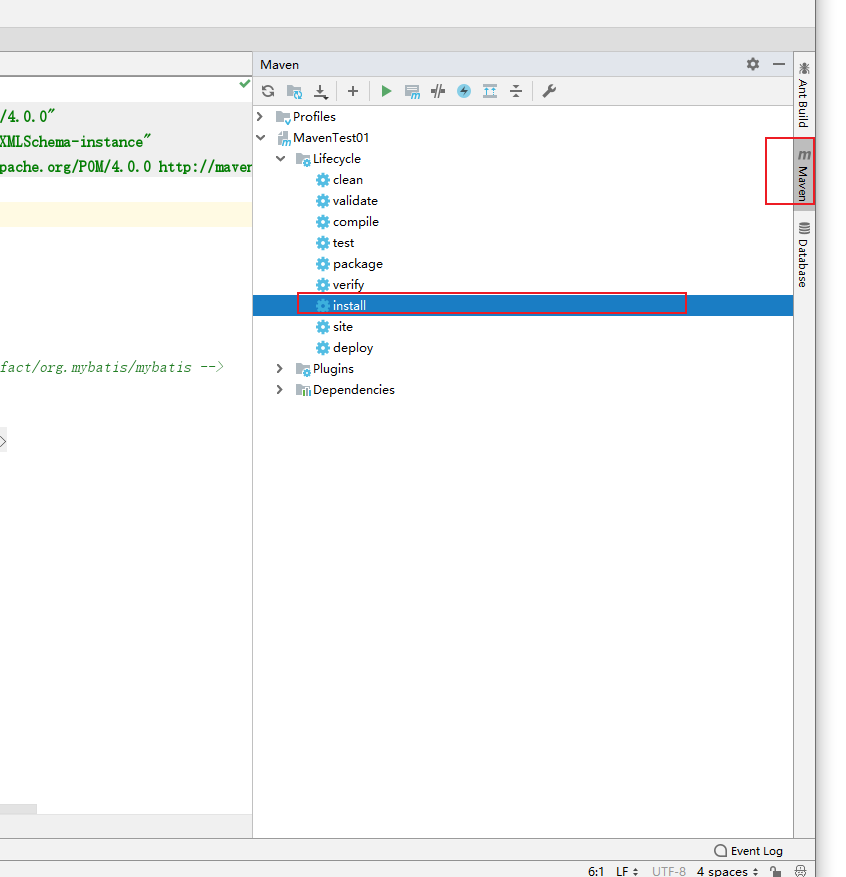 Maven
/4.0.0"
XMLSchema-instance"
pache.org/POM/4.0.0 http://maven
fact/org.mybatis/mybatis -->
>
Profiles
MavenTest01
Lifecycle
clean
validate
compile
test
package
verify
install
site
deploy
Plugins
Dependencies
Ant Build
m
Maven
Database
Event Log
6:1 LF UTF-8 4 spaces